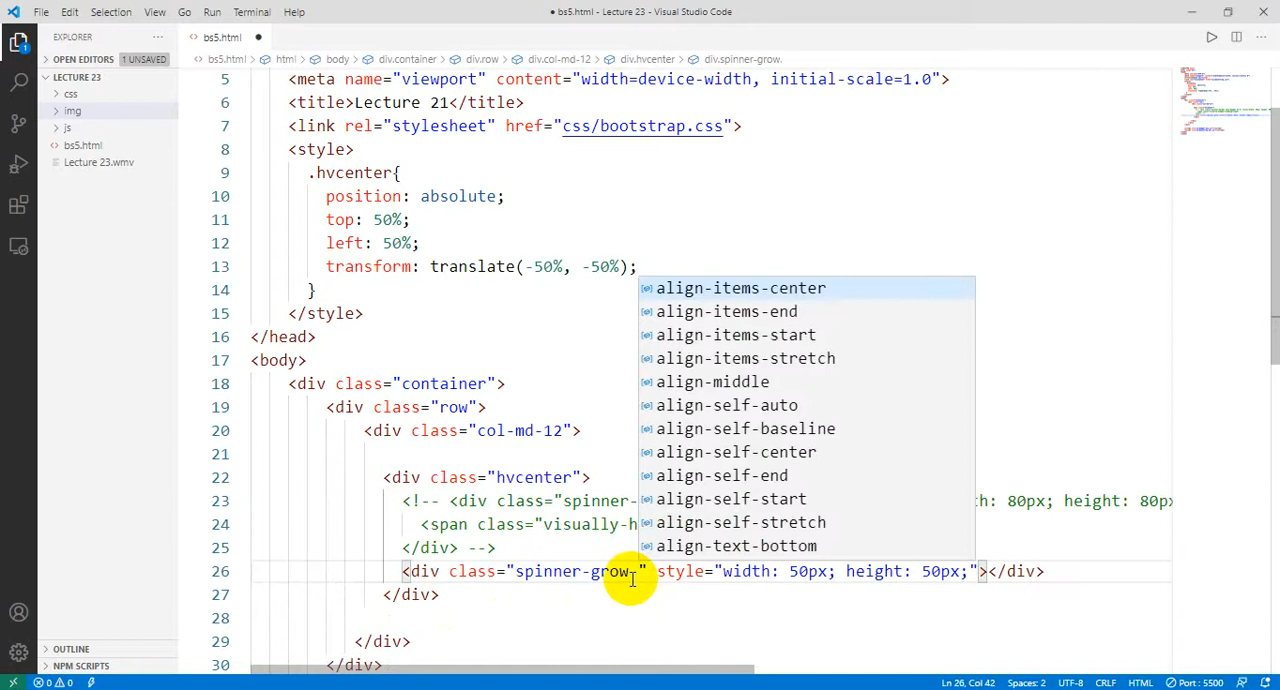 File Edit Selection View Go Run Terminal Help
● bs5.html - Lecture 23 - Visual Studio Code
EXPLORER ···
OPEN EDITORS 1 UNSAVED
LECTURE 23
css
img
js
bs5.html
Lecture 23.wmv
OUTLINE
NPM SCRIPTS
1
<> bs5.html ●
<> bs5.html > html > body > div.container > div.row > div.col-md-12 > div.hvcenter > div.spinner-grow.
5 <meta name="viewport" content="width=device-width, initial-scale=1.0">
6 <title>Lecture 21</title>
7 <link rel="stylesheet" href="css/bootstrap.css">
8 <style>
9 .hvcenter{
10 position: absolute;
11 top: 50%;
12 left: 50%;
13 transform: translate(-50%, -50%);
14 }
15 </style>
16 </head>
17 <body>
18 <div class="container">
19 <div class="row">
20 <div class="col-md-12">
21
22 <div class="hvcenter">
23 <!-- <div class="spinner- th: 80px; height: 80px
24 <span class="visually-h
25 </div> -->
26 <div class="spinner-grow " style="width: 50px; height: 50px;"></div>
27 </div>
28
29 </div>
30 </div>
align-items-center
align-items-end
align-items-start
align-items-stretch
align-middle
align-self-auto
align-self-baseline
align-self-center
align-self-end
align-self-start
align-self-stretch
align-text-bottom
0 0 Ln 26, Col 42 Spaces: 2 UTF-8 CRLF HTML Port : 5500